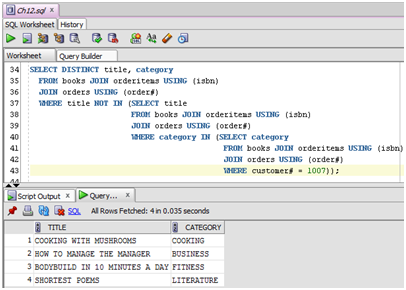 Ch12.sql
SQL Worksheet History
Worksheet Query Builder
34 SELECT DISTINCT title, category
35 FROM books JOIN orderitems USING (isbn)
36 JOIN orders USING (order#)
37 WHERE title NOT IN (SELECT title
38 FROM books JOIN orderitems USING (isbn)
39 JOIN orders USING (order#)
40 WHERE category IN (SELECT category
41 FROM books JOIN orderitems USING (isbn)
42 JOIN orders USING (order#)
43 WHERE customer# = 1007));
Script Output Query...
SQL All Rows Fetched: 4 in 0.035 seconds
TITLE CATEGORY
1 COOKING WITH MUSHROOMS COOKING
2 HOW TO MANAGE THE MANAGER BUSINESS
3 BODYBUILD IN 10 MINUTES A DAY FITNESS
4 SHORTEST POEMS LITERATURE